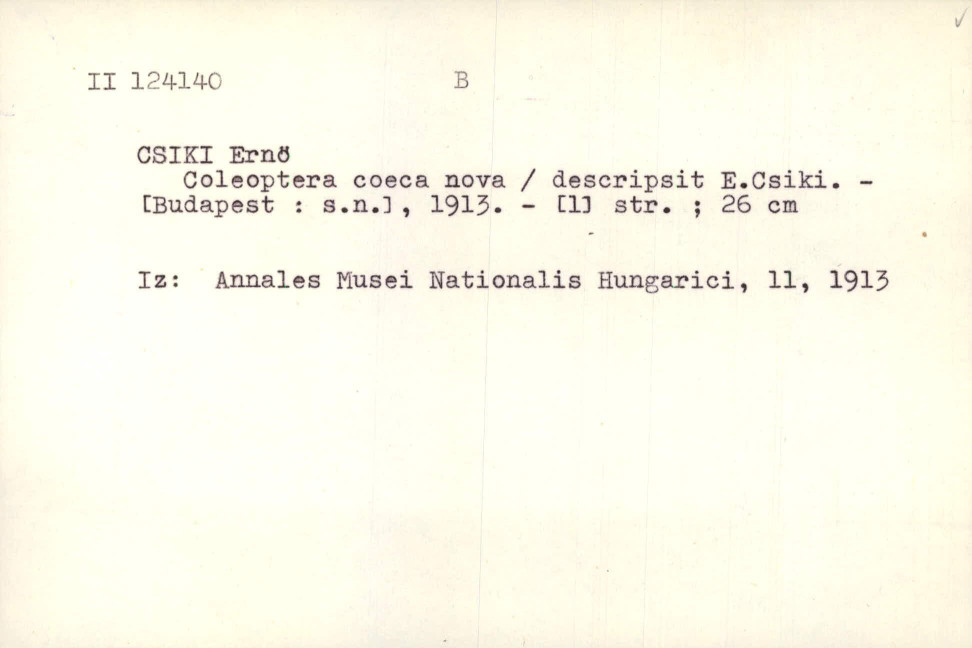 II 124140 B
CSIKI Ernö
Coleoptera coeca nova / descripsit E.Csiki. -
[Budapest : s.n.], 1913. - [1] str. ; 26 cm
Iz: Annales Musei Nationalis Hungarici, 11, 1913